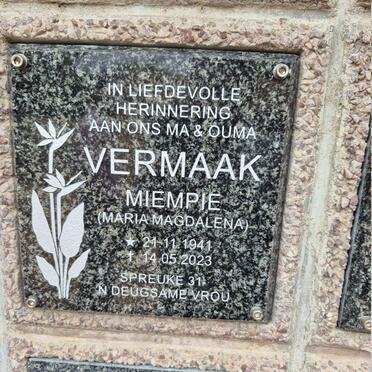 IN LIEFDEVOLLE
HERINNERING
AAN ONS MA & OUMA
VERMAAK
MIEMPIE
(MARIA MAGDALENA)
★ 21.11.1941
† 14.05.2023
SPREUKE 31:
'N DEUGSAME VROU